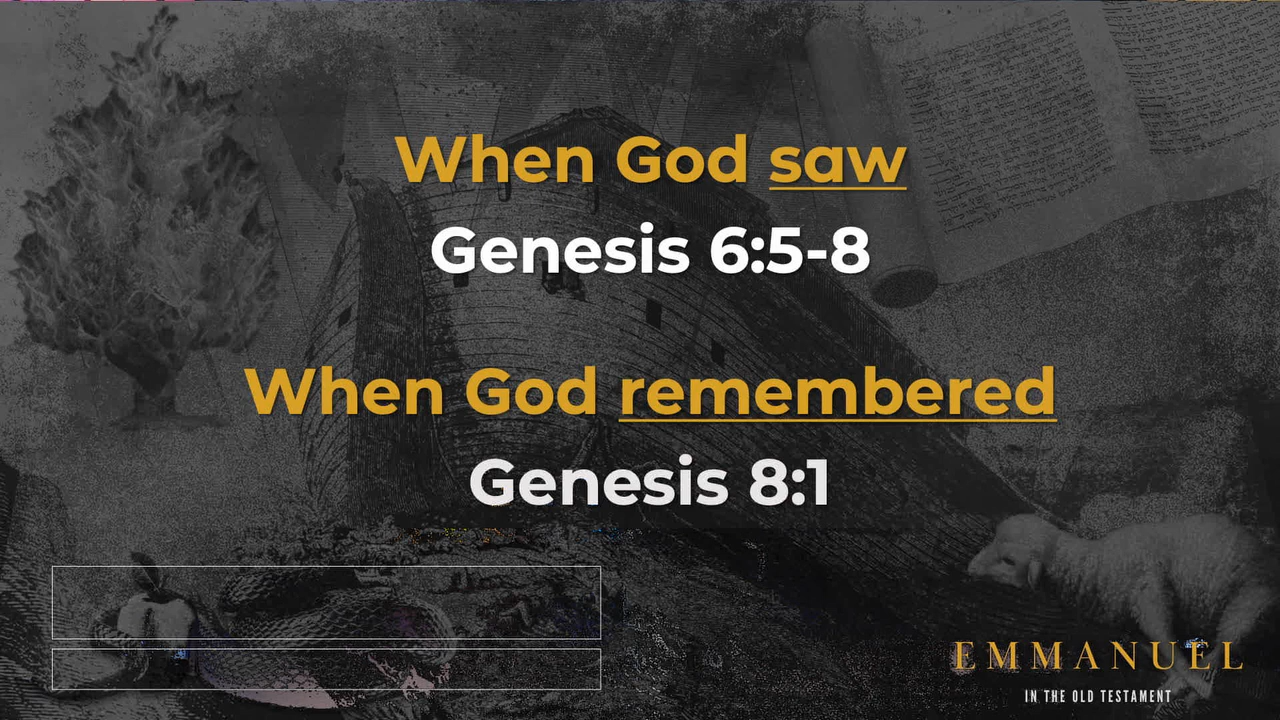 When God saw
Genesis 6:5-8
When God remembered
Genesis 8:1
EMMANUEL
IN THE OLD TESTAMENT